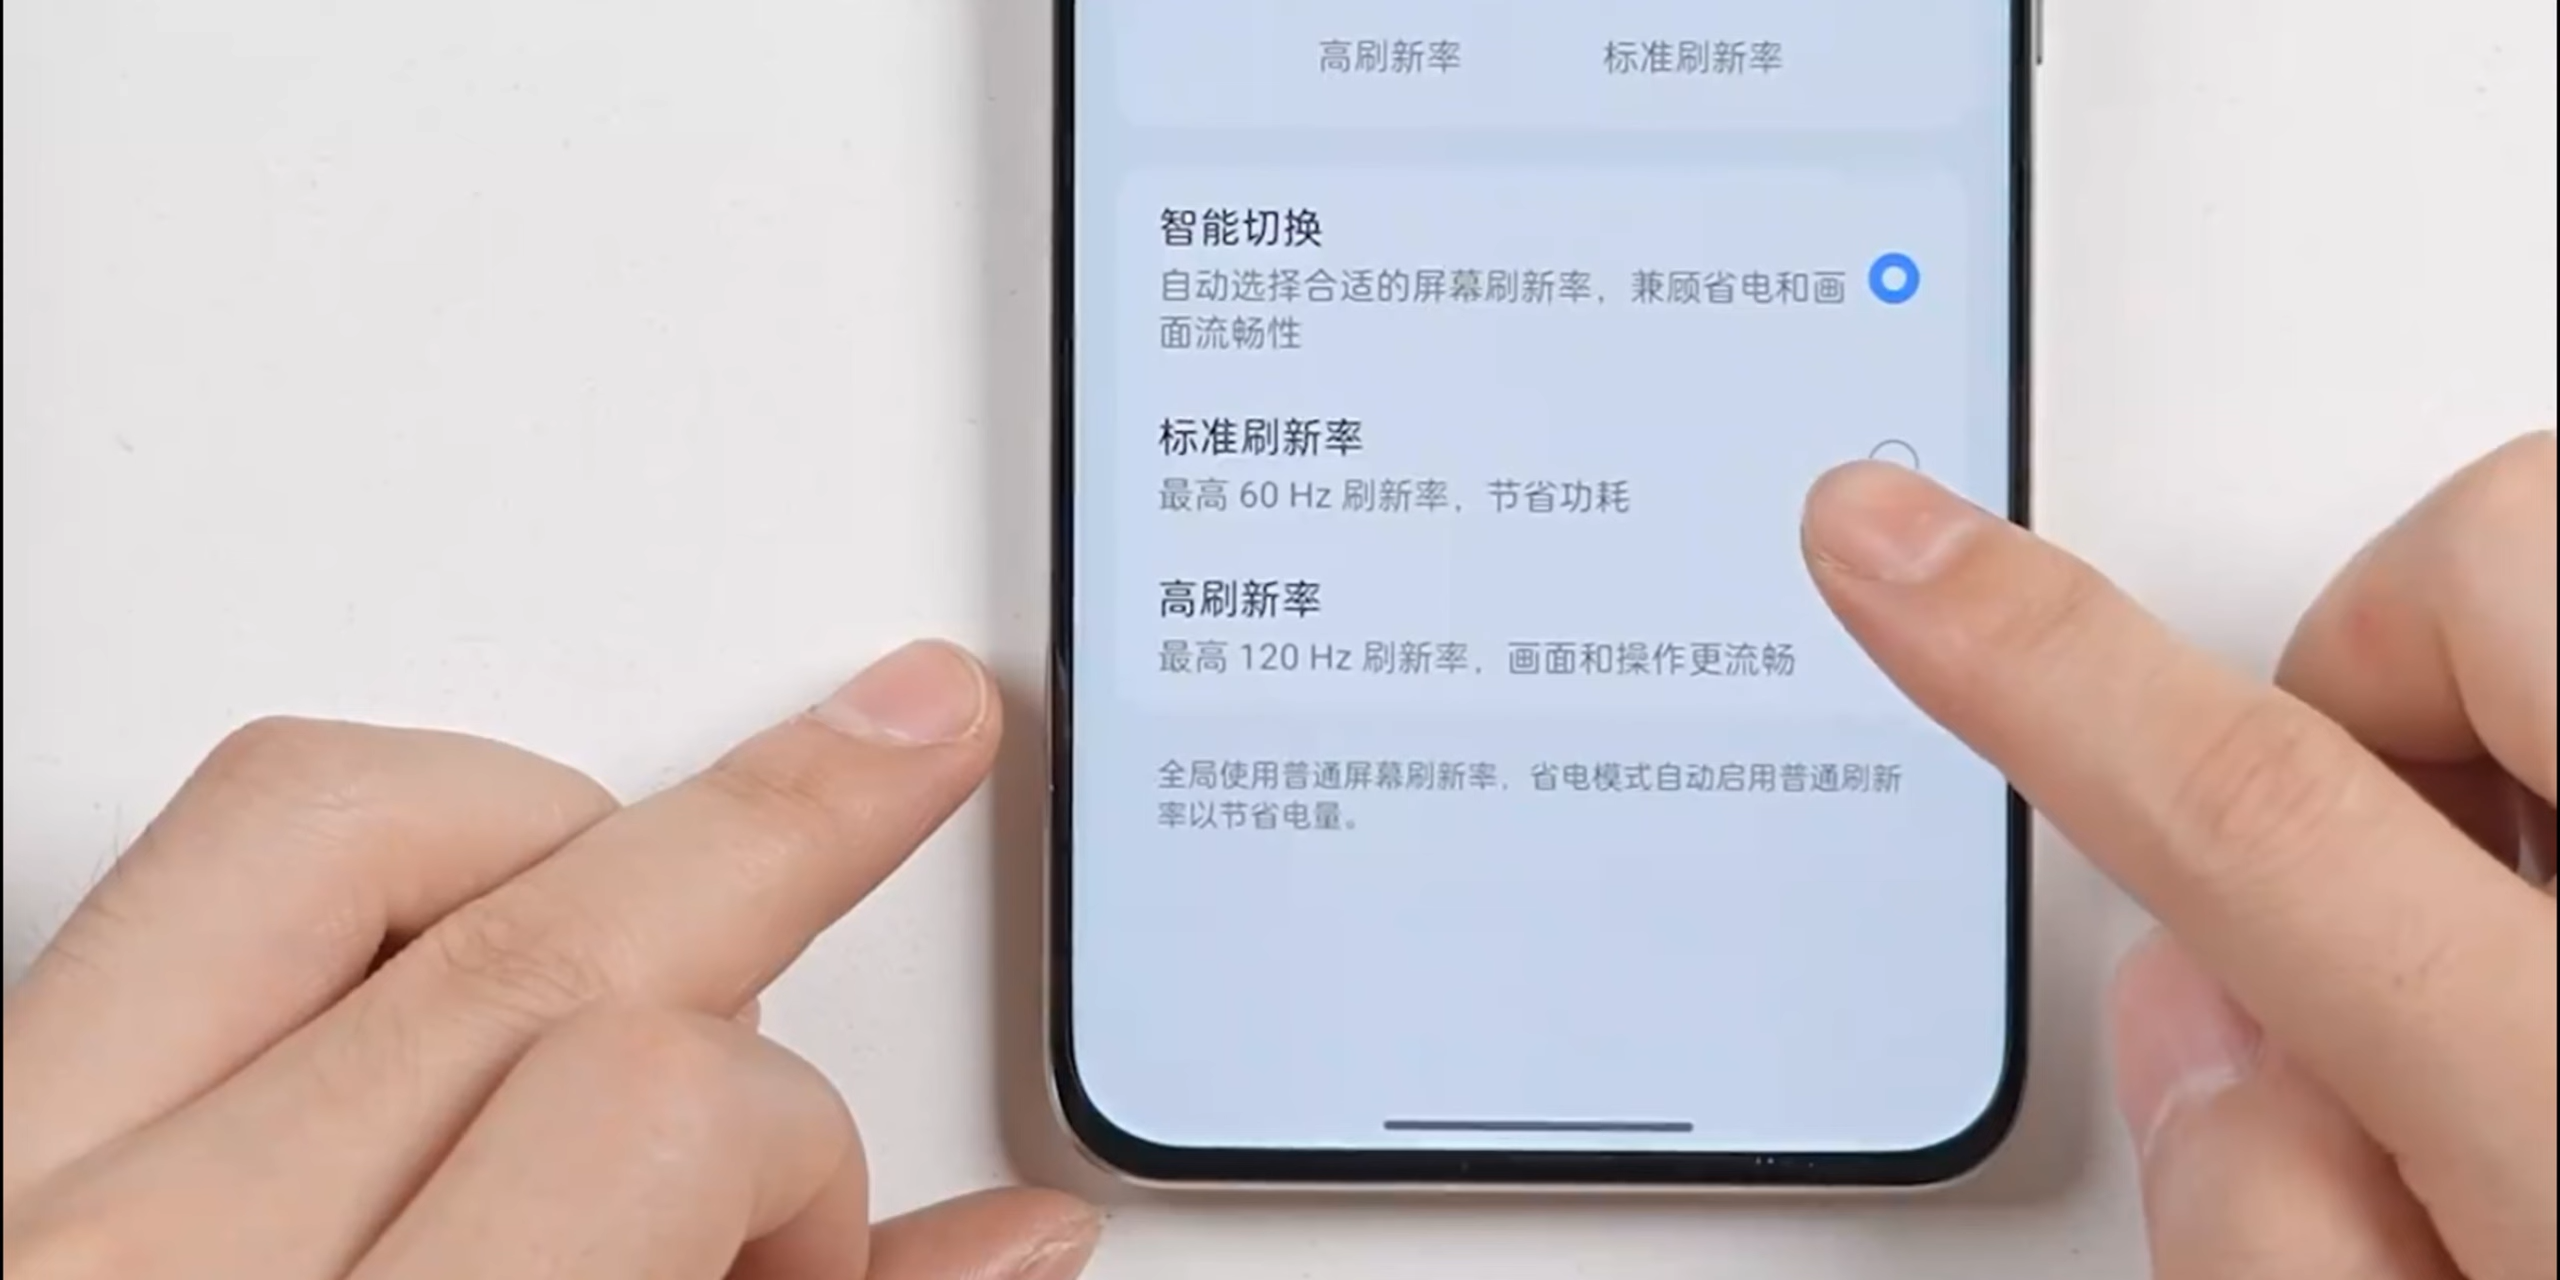 高刷新率 标准刷新率
智能切换
自动选择合适的屏幕刷新率，兼顾省电和画
面流畅性
标准刷新率
最高 60 Hz 刷新率，节省功耗
高刷新率
最高 120 Hz 刷新率，画面和操作更流畅
全局使用普通屏幕刷新率，省电模式自动启用普通刷新
率以节省电量。